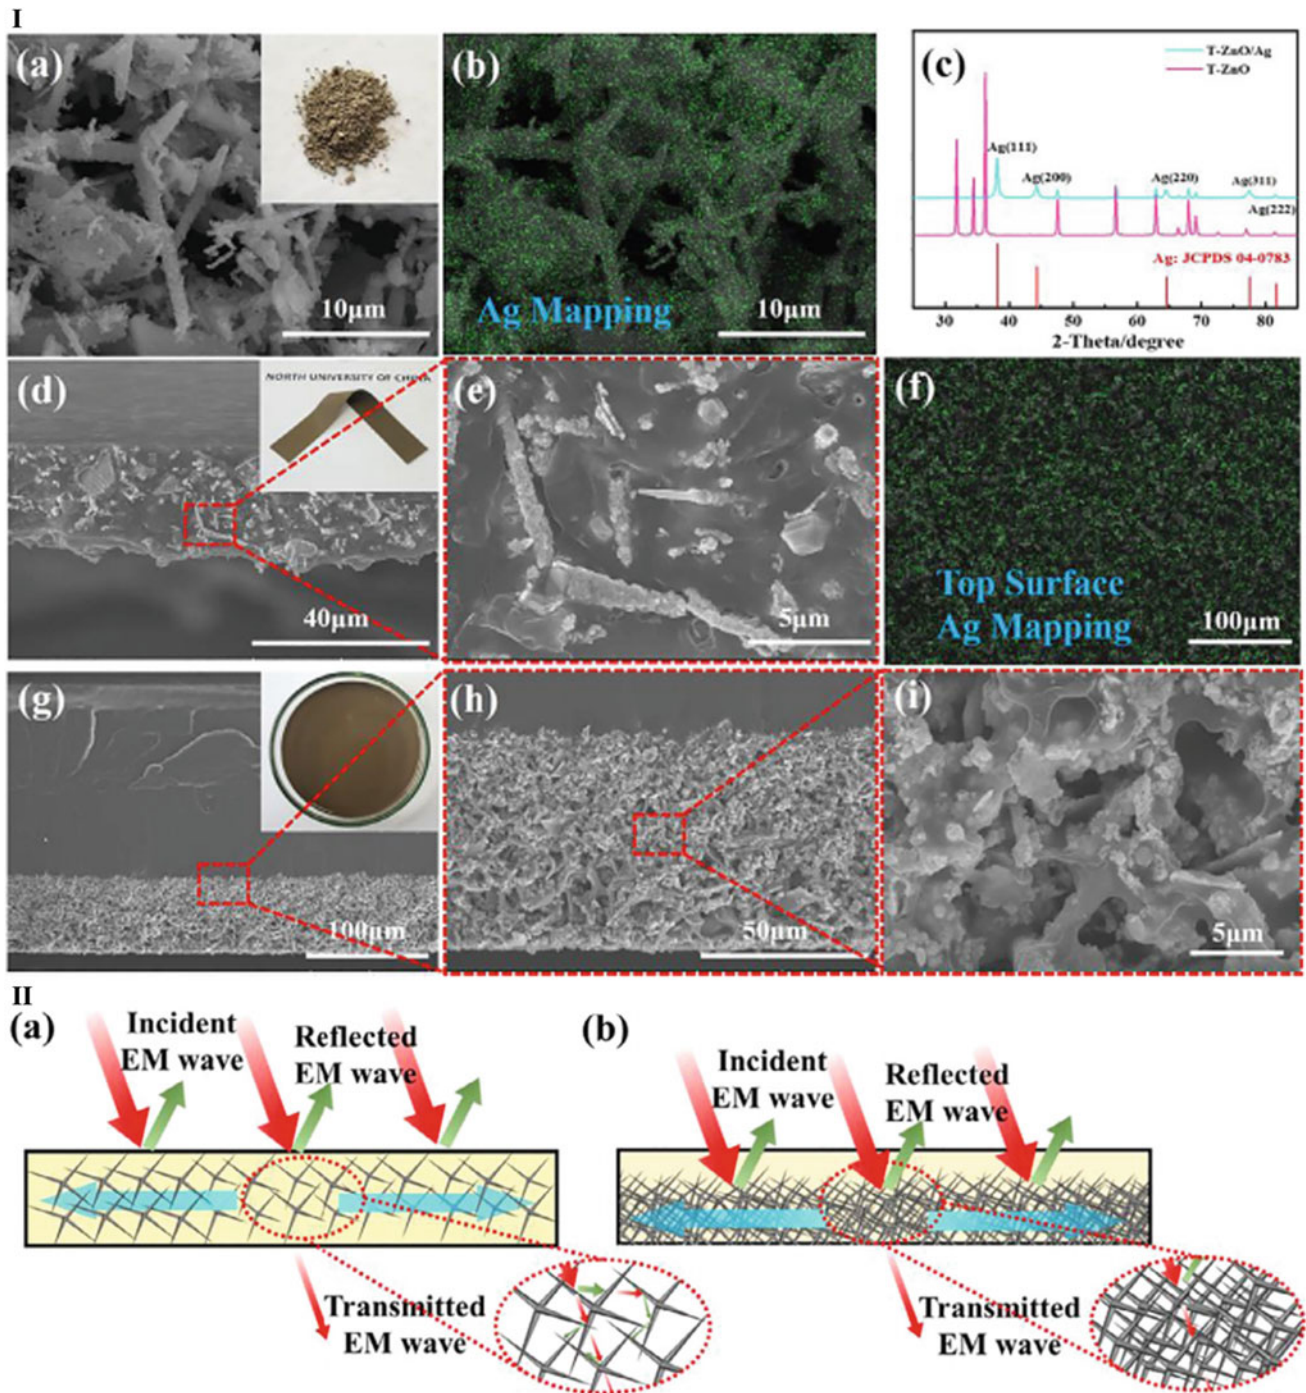 I
(a)
10μm
(b)
Ag Mapping
10μm
(c)
T-ZnO/Ag
T-ZnO
Ag(111)
Ag(200)
Ag(220)
Ag(311)
Ag(222)
Ag: JCPDS 04-0783
30 40 50 60 70 80
2-Theta/degree
(d)
NORTH UNIVERSITY OF CHINA
40μm
(e)
5μm
(f)
Top Surface
Ag Mapping
100μm
(g)
100μm
(h)
50μm
(i)
5μm
II
(a)
Incident
EM wave
Reflected
EM wave
Transmitted
EM wave
(b)
Incident
EM wave
Reflected
EM wave
Transmitted
EM wave